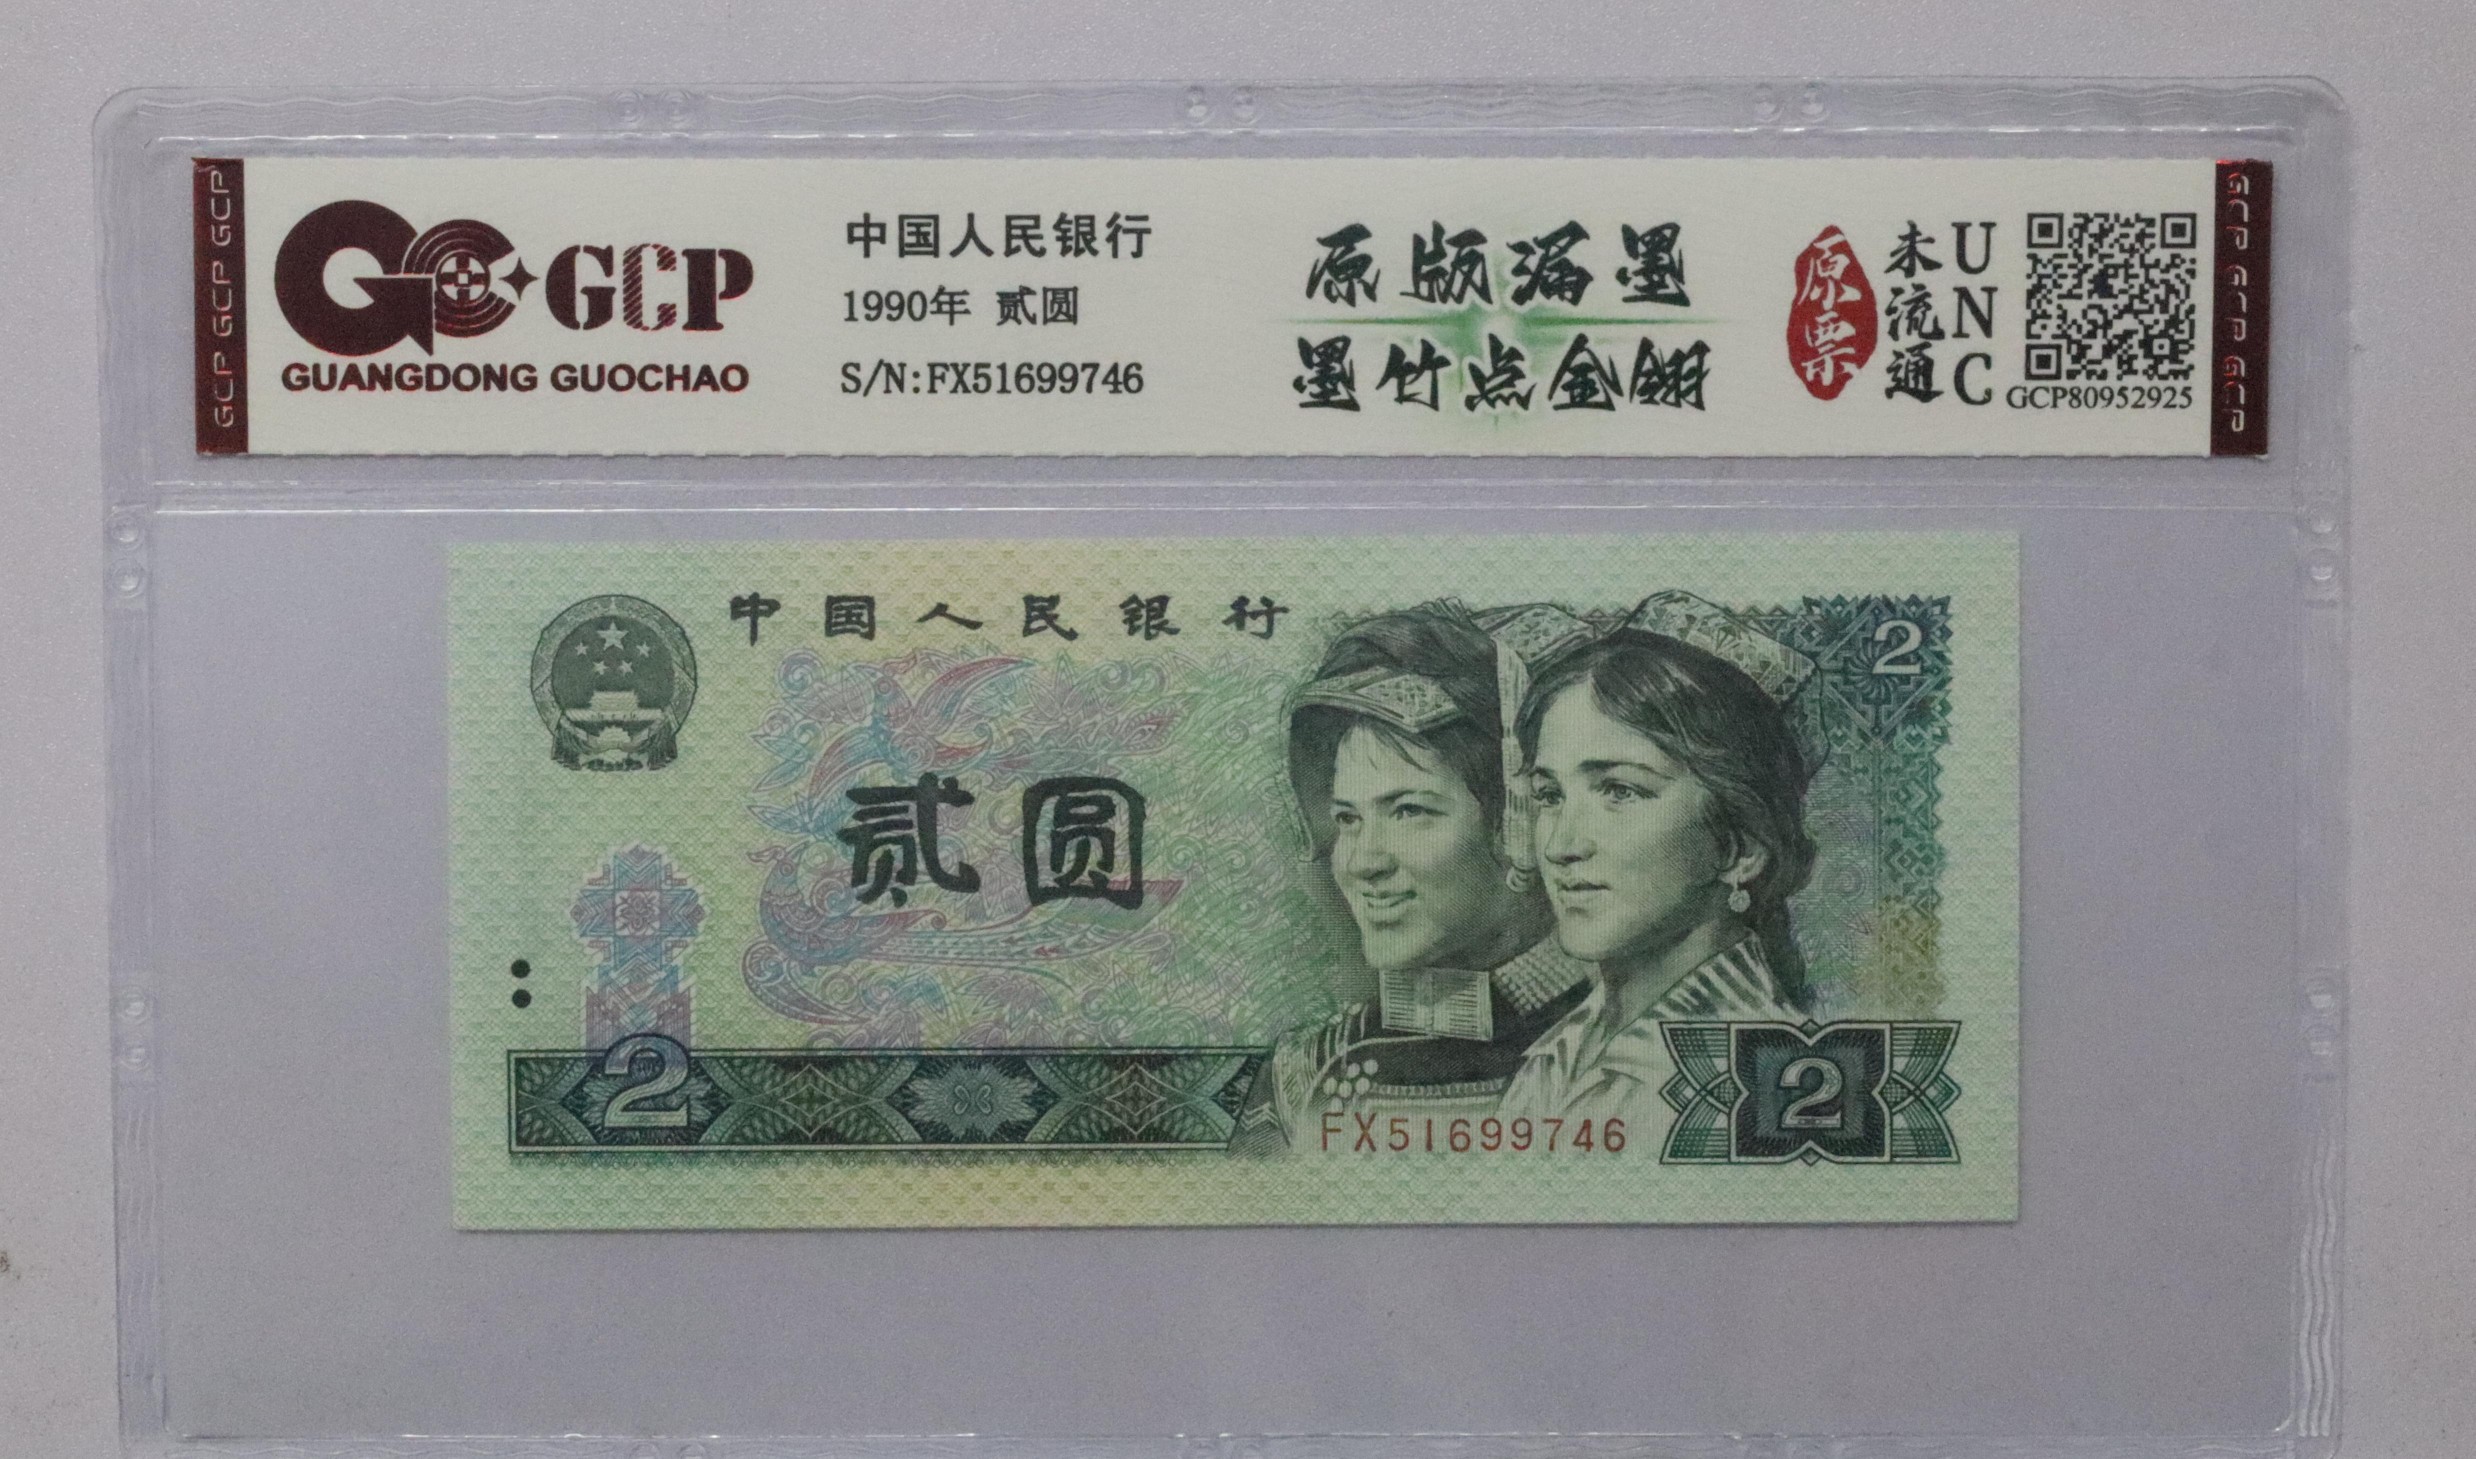 GCP GCP GCP
GCP
GUANGDONG GUOCHAO
中国人民银行
1990年 贰圆
S/N:FX51699746
原版漏墨
墨竹点金翎
原票
未流通
UNC
GCP80952925
GCP GCP GCP
中国人民银行
2
贰圆
2
FX51699746
2